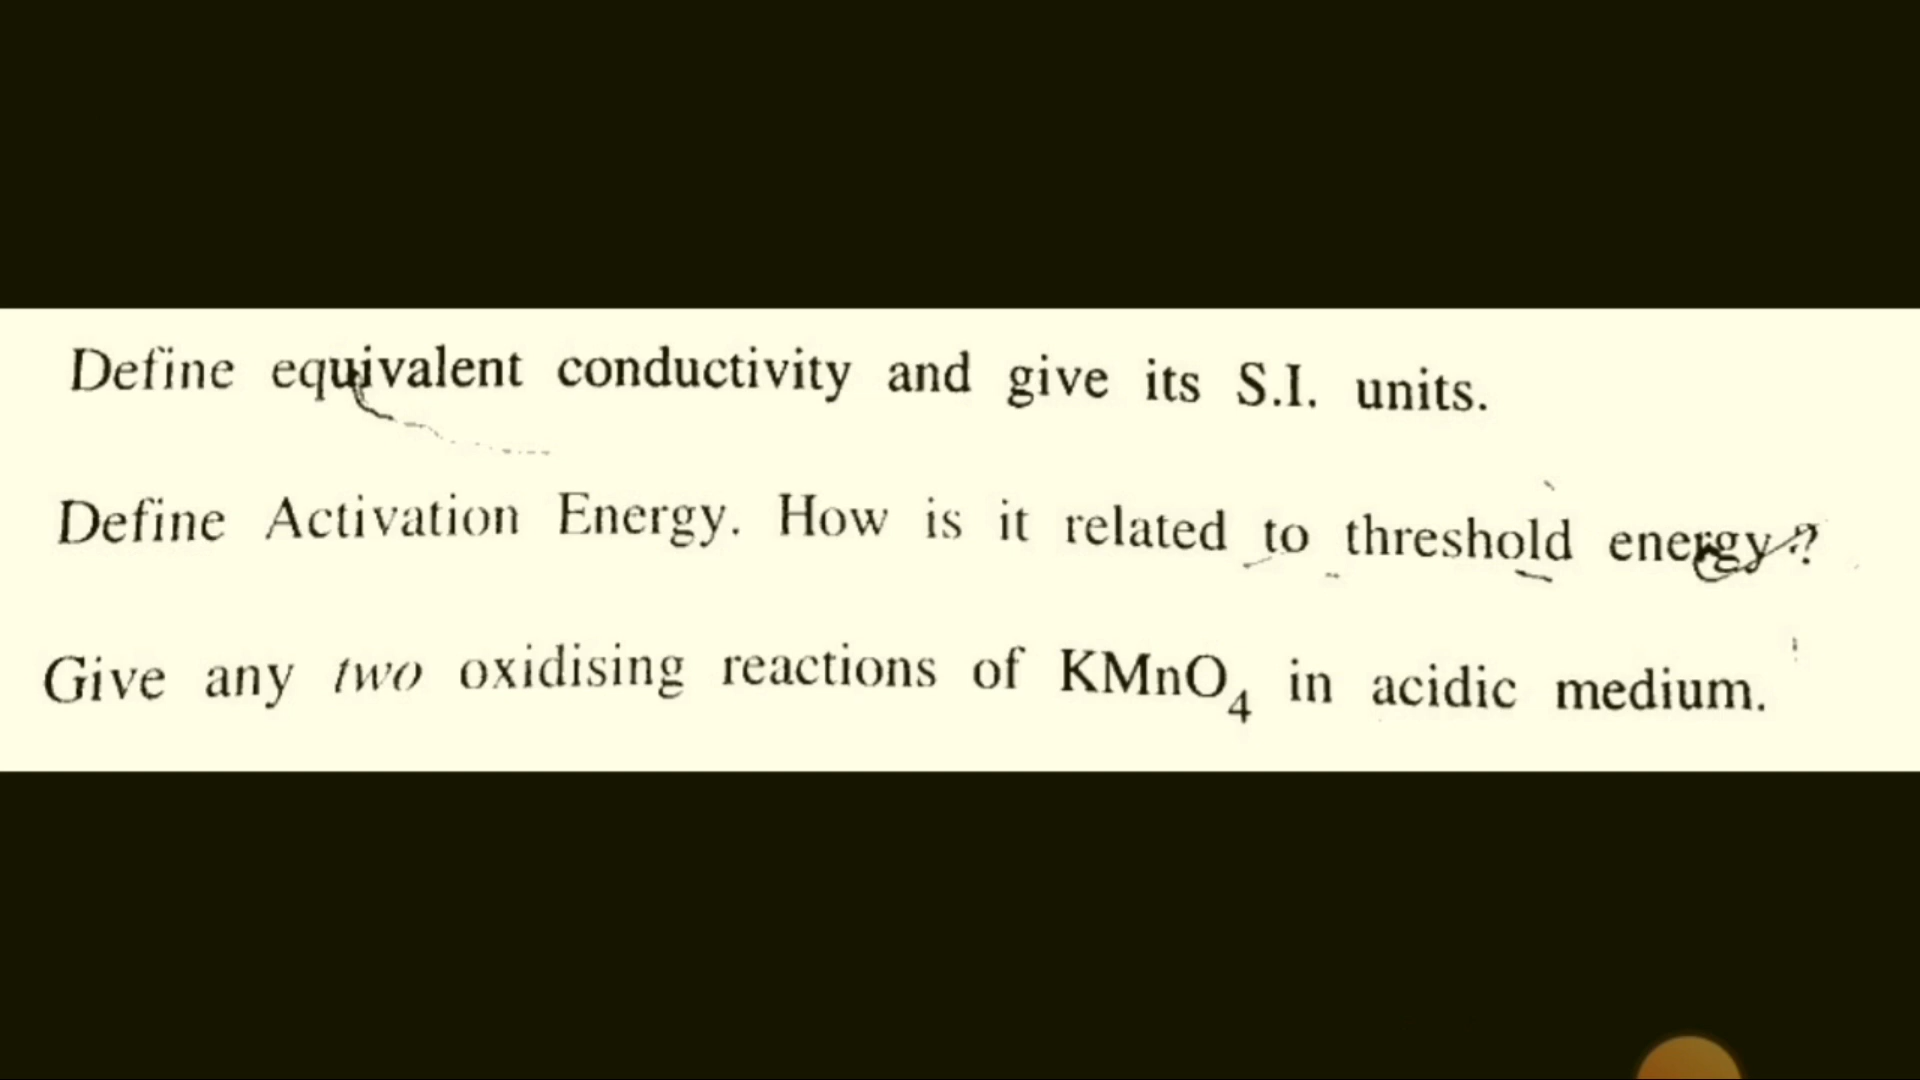 Define equivalent conductivity and give its S.I. units.
Define Activation Energy. How is it related to threshold energy?
Give any two oxidising reactions of KMnO4 in acidic medium.